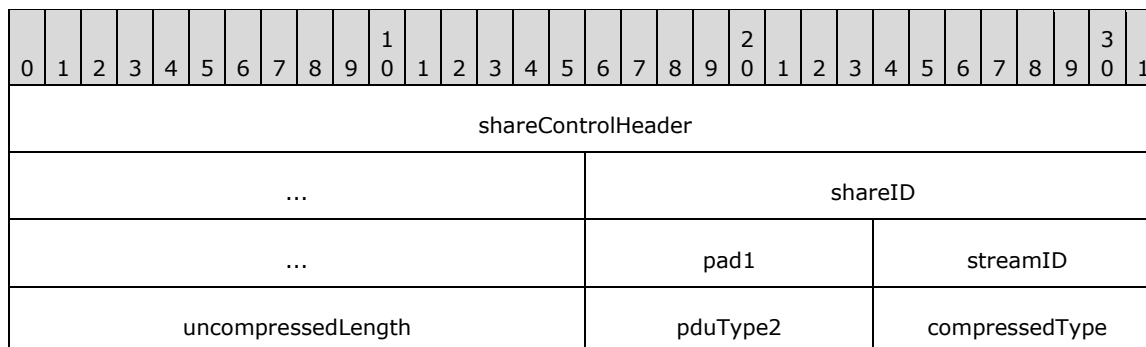 1 2 3
0 1 2 3 4 5 6 7 8 9 0 1 2 3 4 5 6 7 8 9 0 1 2 3 4 5 6 7 8 9 0 1
shareControlHeader
... shareID
... pad1 streamID
uncompressedLength pduType2 compressedType